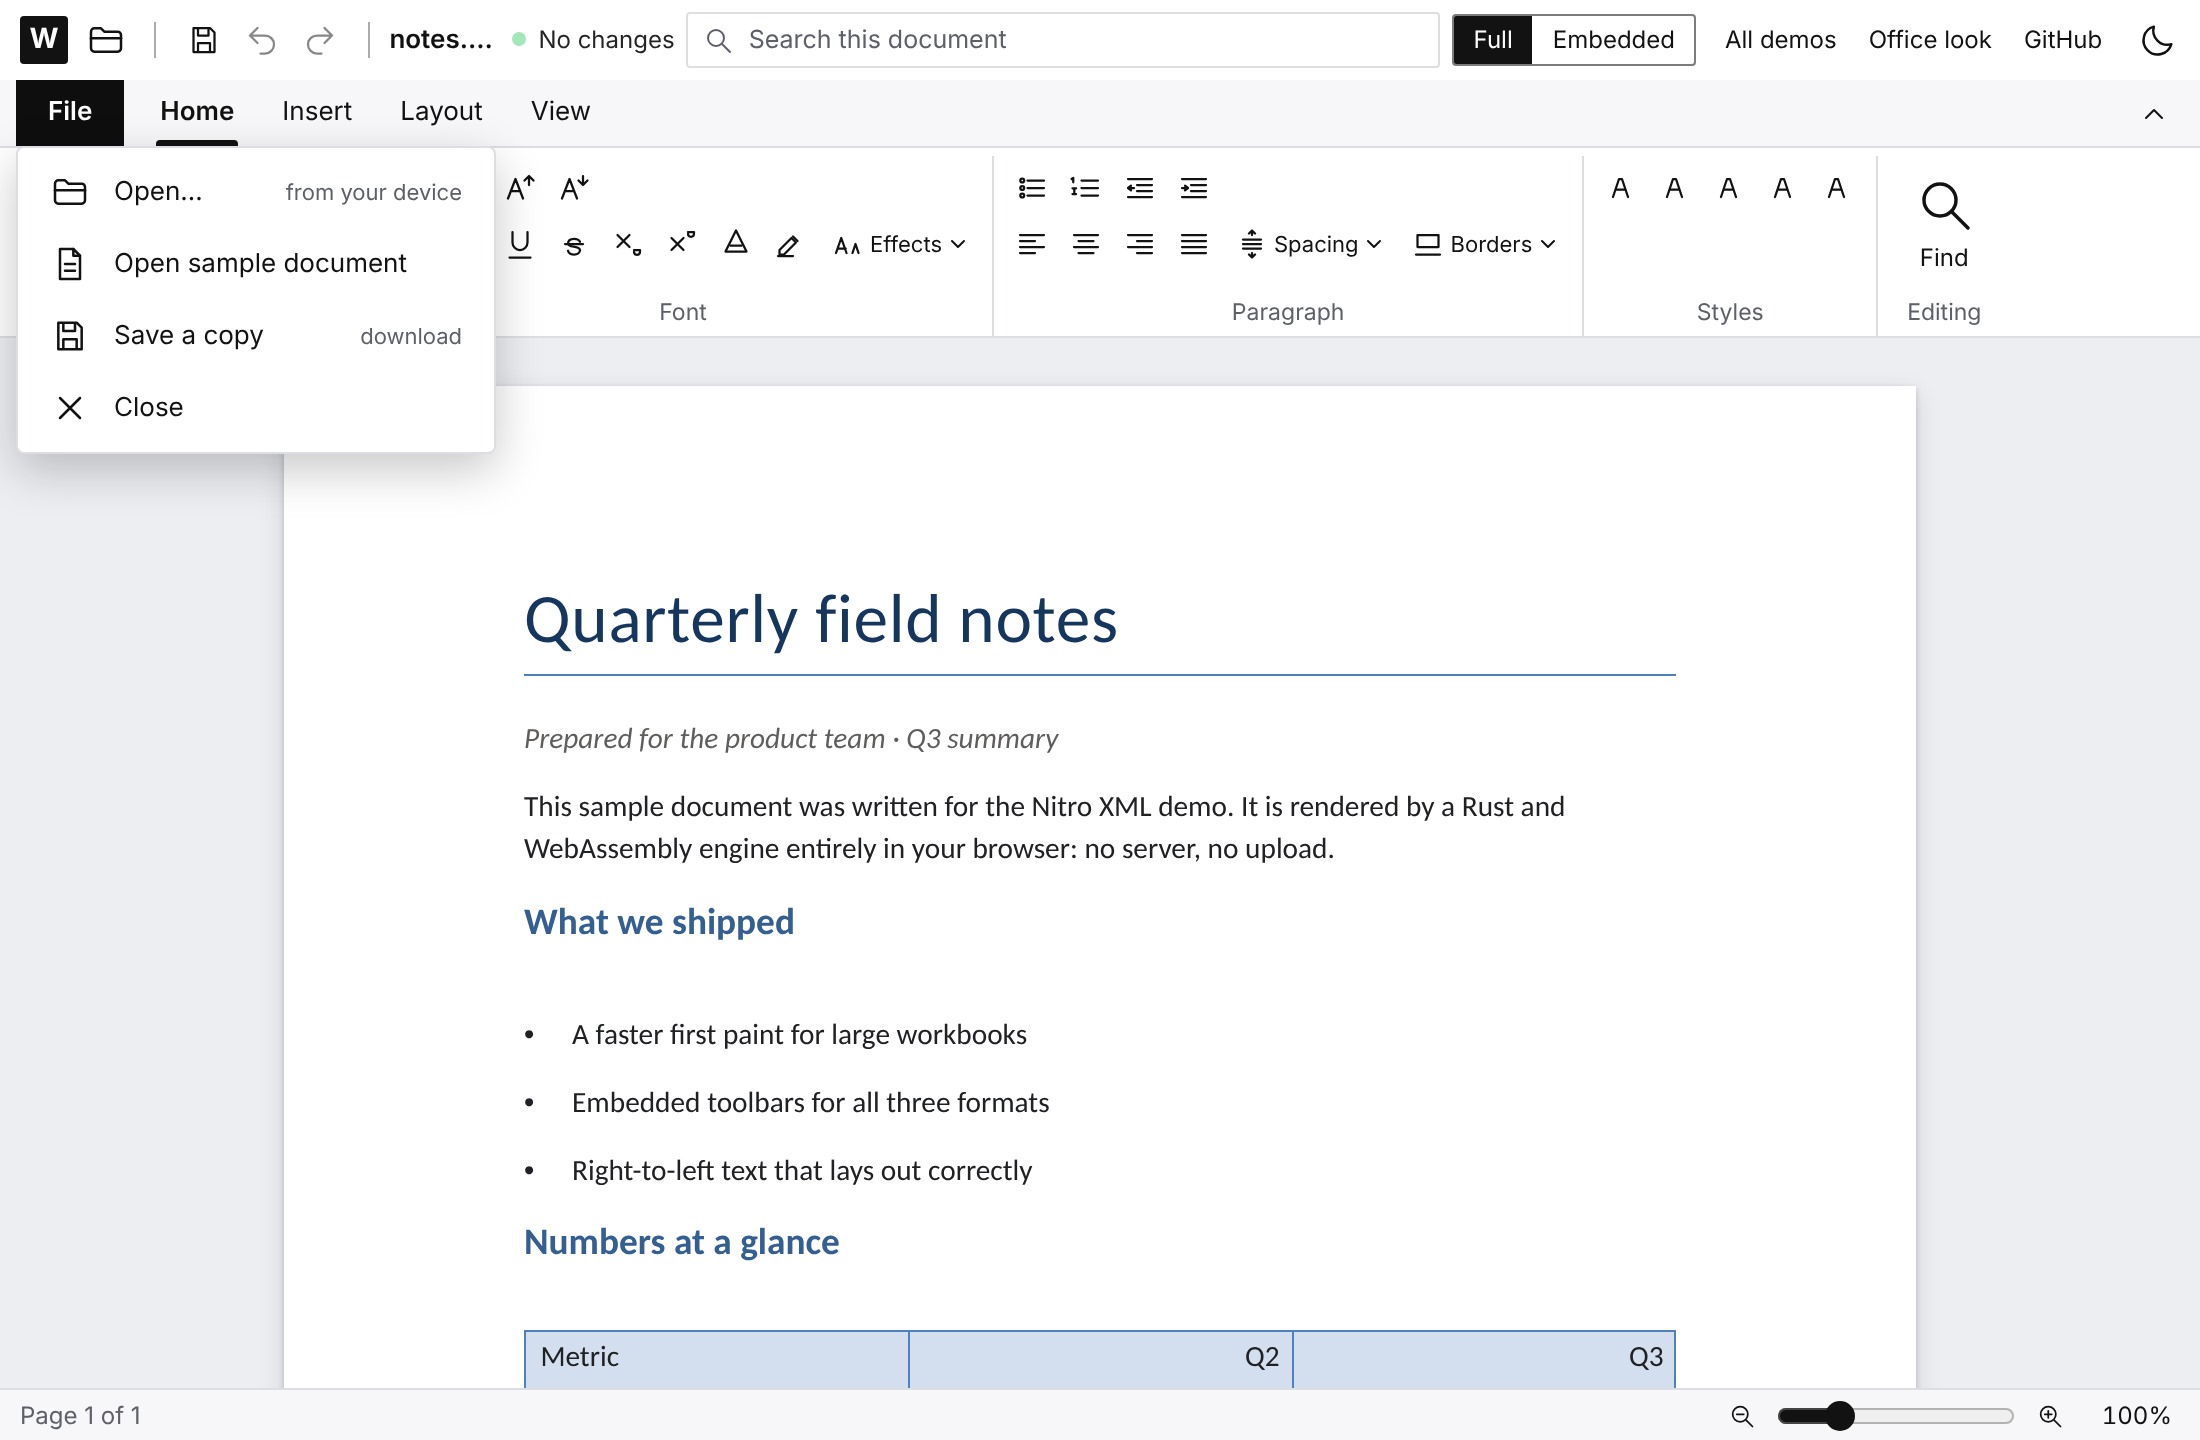 W notes.... No changes Search this document Full Embedded All demos Office look GitHub
File Home Insert Layout View
Open... from your device
Open sample document
Save a copy download
Close
Effects
Font
Spacing Borders
Paragraph
A A A A A
Styles
Find
Editing
Quarterly field notes
Prepared for the product team · Q3 summary
This sample document was written for the Nitro XML demo. It is rendered by a Rust and
WebAssembly engine entirely in your browser: no server, no upload.
What we shipped
• A faster first paint for large workbooks
• Embedded toolbars for all three formats
• Right-to-left text that lays out correctly
Numbers at a glance
Metric Q2 Q3
Page 1 of 1 100%